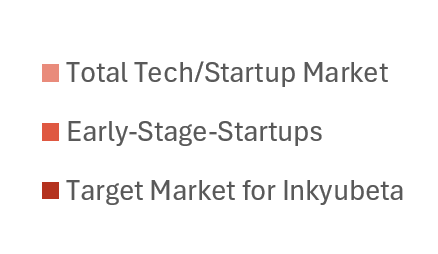 Total Tech/Startup Market
Early-Stage-Startups
Target Market for Inkyubeta